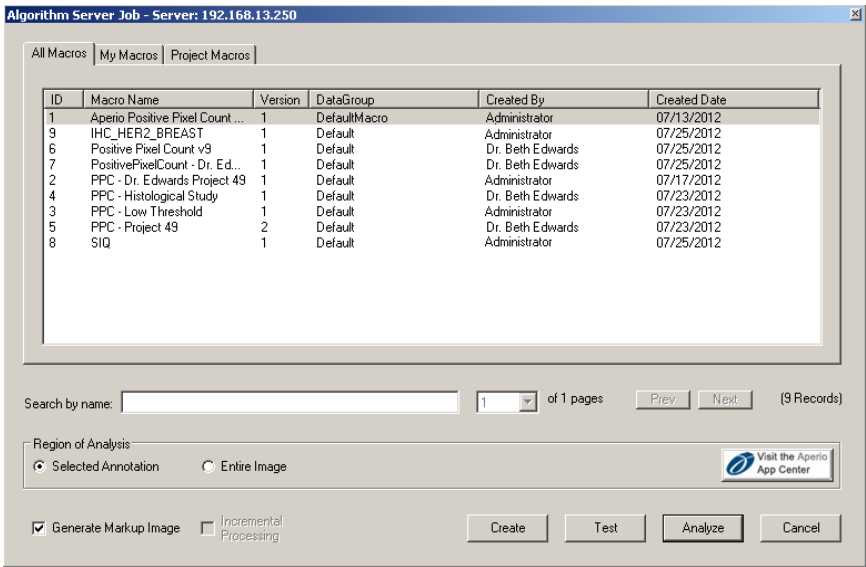 Algorithm Server Job - Server: 192.168.13.250
All Macros My Macros Project Macros
ID Macro Name Version DataGroup Created By Created Date
1 Aperio Positive Pixel Count ... 1 DefaultMacro Administrator 07/13/2012
9 IHC_HER2_BREAST 1 Default Administrator 07/25/2012
6 Positive Pixel Count v9 1 Default Dr. Beth Edwards 07/25/2012
7 PositivePixelCount - Dr. Ed... 1 Default Dr. Beth Edwards 07/25/2012
2 PPC - Dr. Edwards Project 49 1 Default Administrator 07/17/2012
4 PPC - Histological Study 1 Default Dr. Beth Edwards 07/23/2012
3 PPC - Low Threshold 1 Default Administrator 07/23/2012
5 PPC - Project 49 2 Default Dr. Beth Edwards 07/23/2012
8 SIQ 1 Default Administrator 07/25/2012
Search by name: 1 of 1 pages Prev Next (9 Records)
Region of Analysis
Selected Annotation Entire Image
Visit the Aperio
App Center
Generate Markup Image
Incremental
Processing
Create Test Analyze Cancel